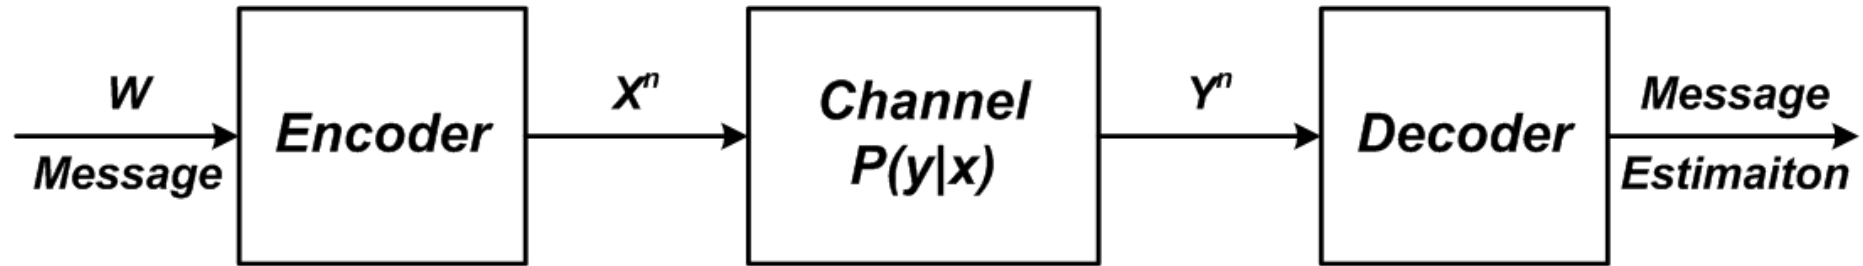 W
Message
Encoder
Xⁿ
Channel
P(y|x)
Yⁿ
Decoder
Message
Estimaiton